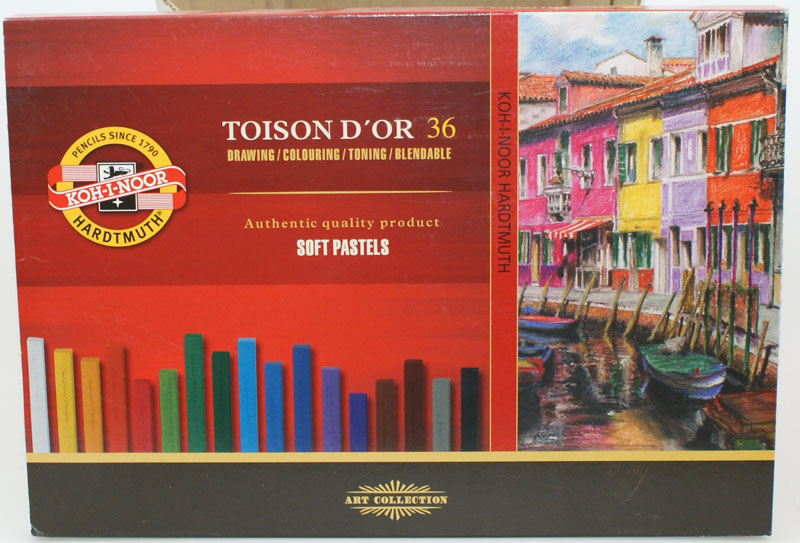 PENCILS SINCE 1790
KOH-I-NOOR
HARDTMUTH®
TOISON D´OR 36
DRAWING / COLOURING / TONING / BLENDABLE
Authentic quality product
SOFT PASTELS
KOH-I-NOOR HARDTMUTH
ART COLLECTION